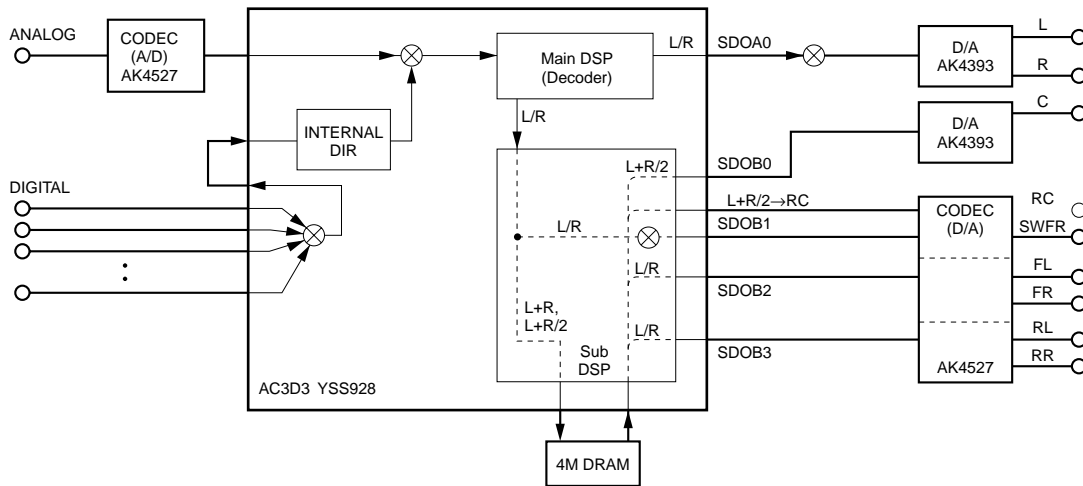 ANALOG
CODEC
(A/D)
AK4527
Main DSP
(Decoder)
L/R
SDOA0
D/A
AK4393
L
R
L/R
INTERNAL
DIR
D/A
AK4393
C
L+R/2
SDOB0
DIGITAL
L+R/2→RC
SDOB1
L/R
CODEC
(D/A)
RC
SWFR
L/R
SDOB2
FL
FR
L+R,
L+R/2
L/R
SDOB3
RL
RR
Sub
DSP
AK4527
AC3D3 YSS928
4M DRAM